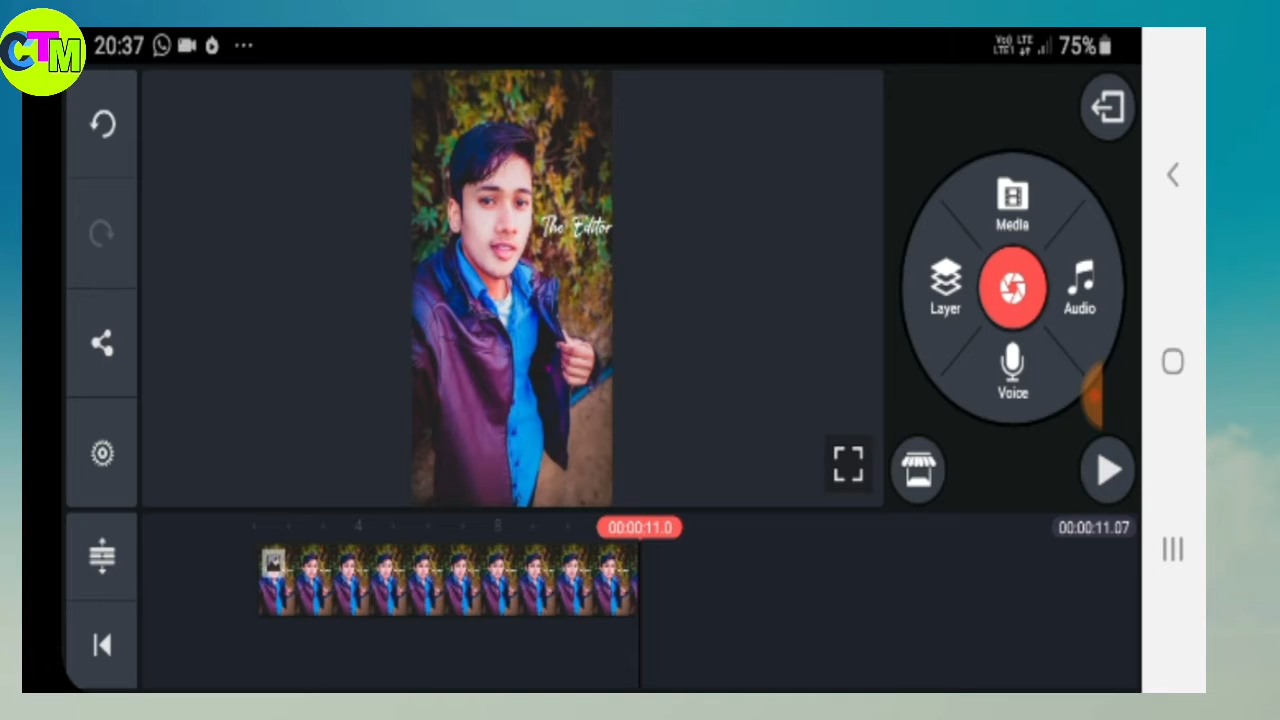 CTM
20:37
75%
Media
Layer
Audio
Voice
The Editor
4
8
00:00:11.0
00:00:11.07